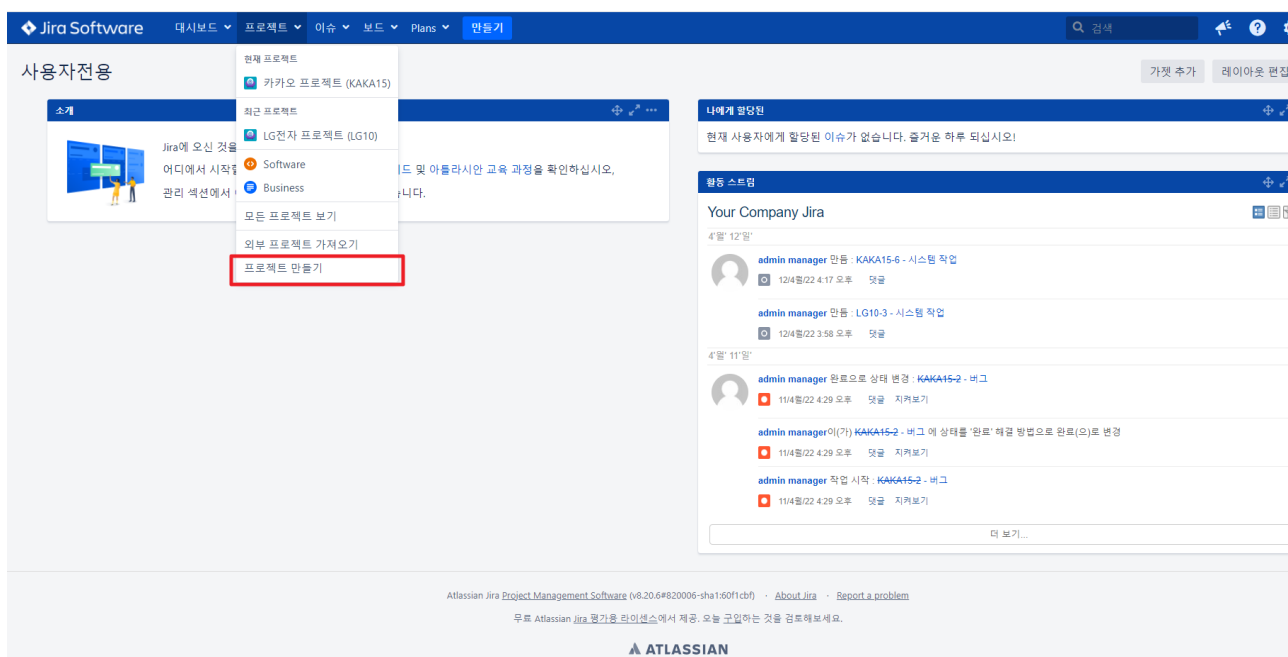 Jira Software 대시보드 프로젝트 이슈 보드 Plans 만들기 검색
사용자전용
가젯 추가 레이아웃 편집
현재 프로젝트
카카오 프로젝트 (KAKA15)
최근 프로젝트
LG전자 프로젝트 (LG10)
Software
Business
모든 프로젝트 보기
외부 프로젝트 가져오기
프로젝트 만들기
소개
Jira에 오신 것을
어디에서 시작할 드 및 아틀라시안 교육 과정을 확인하십시오,
관리 섹션에서 습니다.
나에게 할당된
현재 사용자에게 할당된 이슈가 없습니다. 즐거운 하루 되십시오!
활동 스트림
Your Company Jira
4'월' 12'일'
admin manager 만듬 : KAKA15-6 - 시스템 작업
12/4월/22 4:17 오후 댓글
admin manager 만듬 : LG10-3 - 시스템 작업
12/4월/22 3:58 오후 댓글
4'월' 11'일'
admin manager 완료으로 상태 변경 : KAKA15-2 - 버그
11/4월/22 4:29 오후 댓글 지켜보기
admin manager이(가) KAKA15-2 - 버그 에 상태를 '완료' 해결 방법으로 완료(으)로 변경
11/4월/22 4:29 오후 댓글 지켜보기
admin manager 작업 시작 : KAKA15-2 - 버그
11/4월/22 4:29 오후 댓글 지켜보기
더 보기...
Atlassian Jira Project Management Software (v8.20.6#820006-sha1:60f1cbf) · About Jira · Report a problem
무료 Atlassian Jira 평가용 라이센스에서 제공. 오늘 구입하는 것을 검토해보세요.
ATLASSIAN